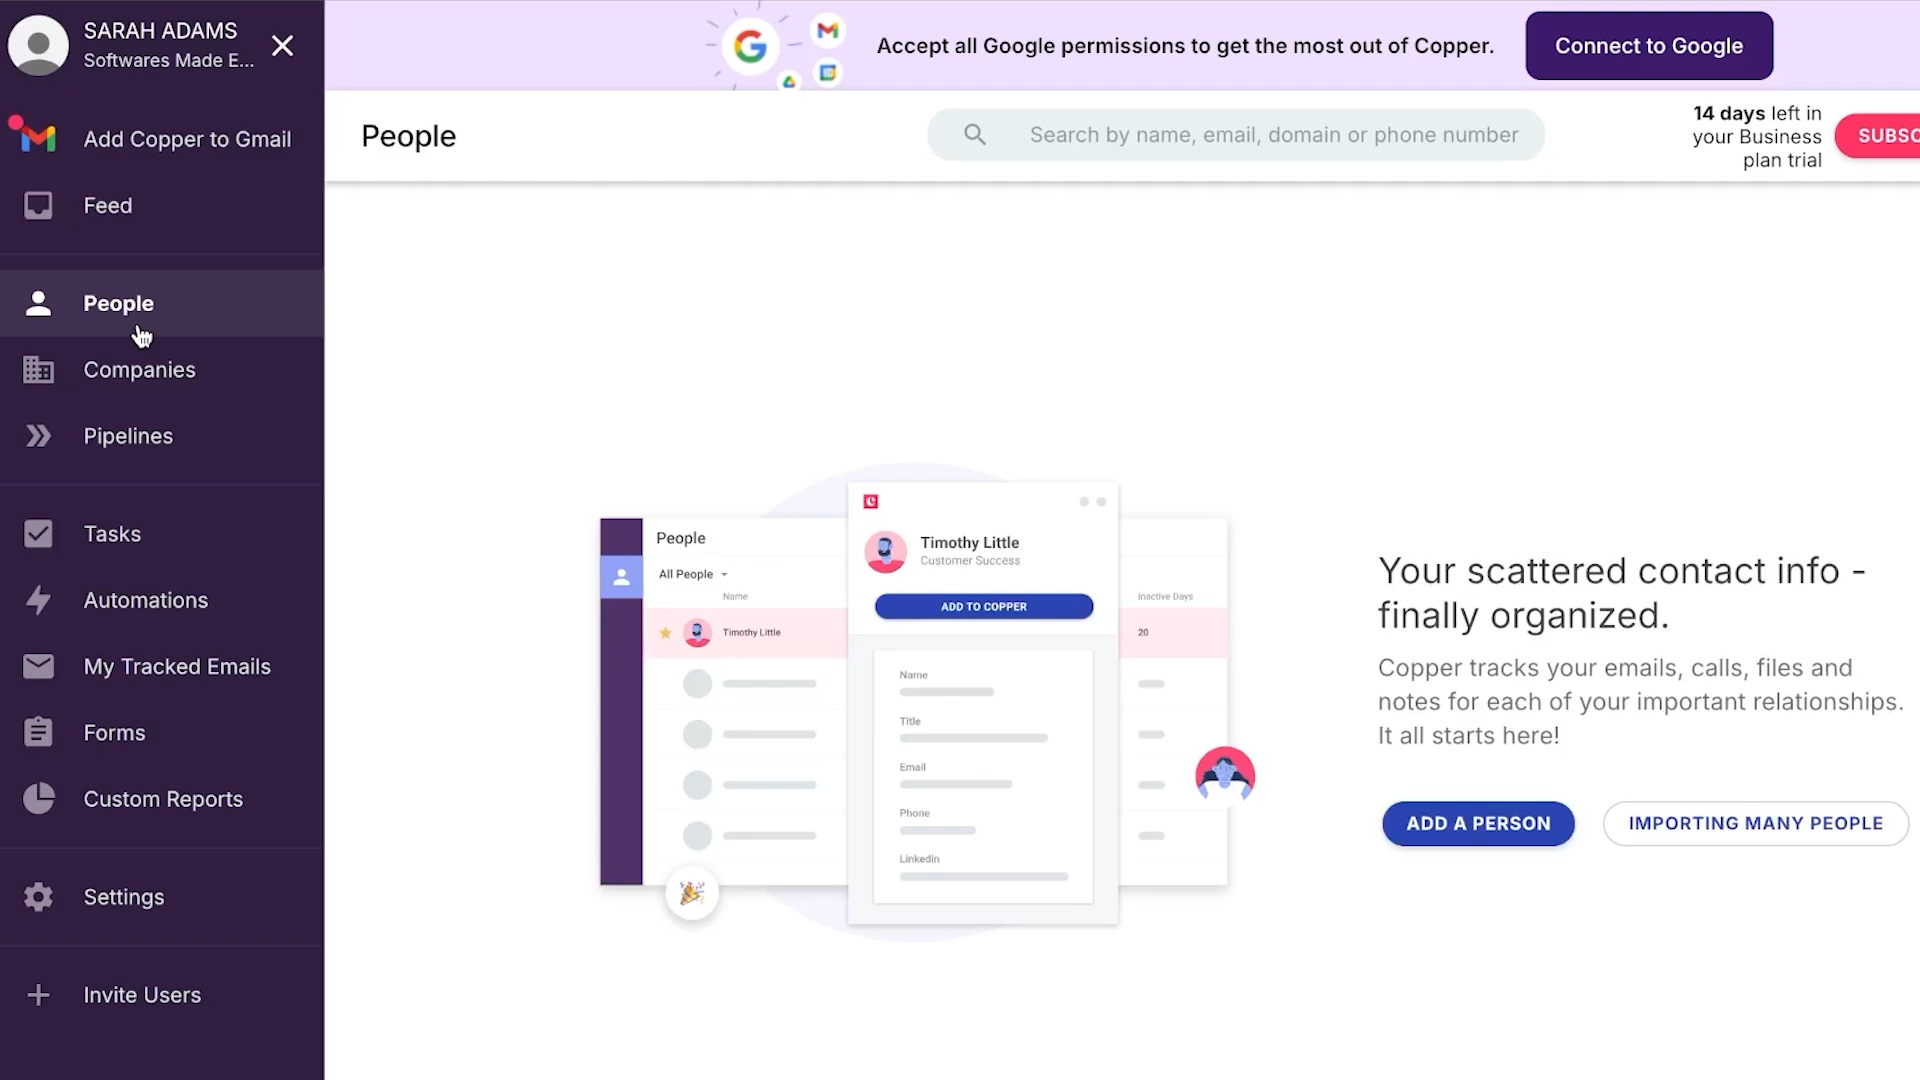 SARAH ADAMS
Softwares Made E...
Add Copper to Gmail
Feed
People
Companies
Pipelines
Tasks
Automations
My Tracked Emails
Forms
Custom Reports
Settings
Invite Users
Accept all Google permissions to get the most out of Copper.
Connect to Google
People
Search by name, email, domain or phone number
14 days left in
your Business
plan trial
SUBSC
People
All People
Name
Timothy Little
Timothy Little
Customer Success
ADD TO COPPER
Name
Title
Email
Phone
Linkedin
Inactive Days
20
Your scattered contact info -
finally organized.
Copper tracks your emails, calls, files and
notes for each of your important relationships.
It all starts here!
ADD A PERSON
IMPORTING MANY PEOPLE